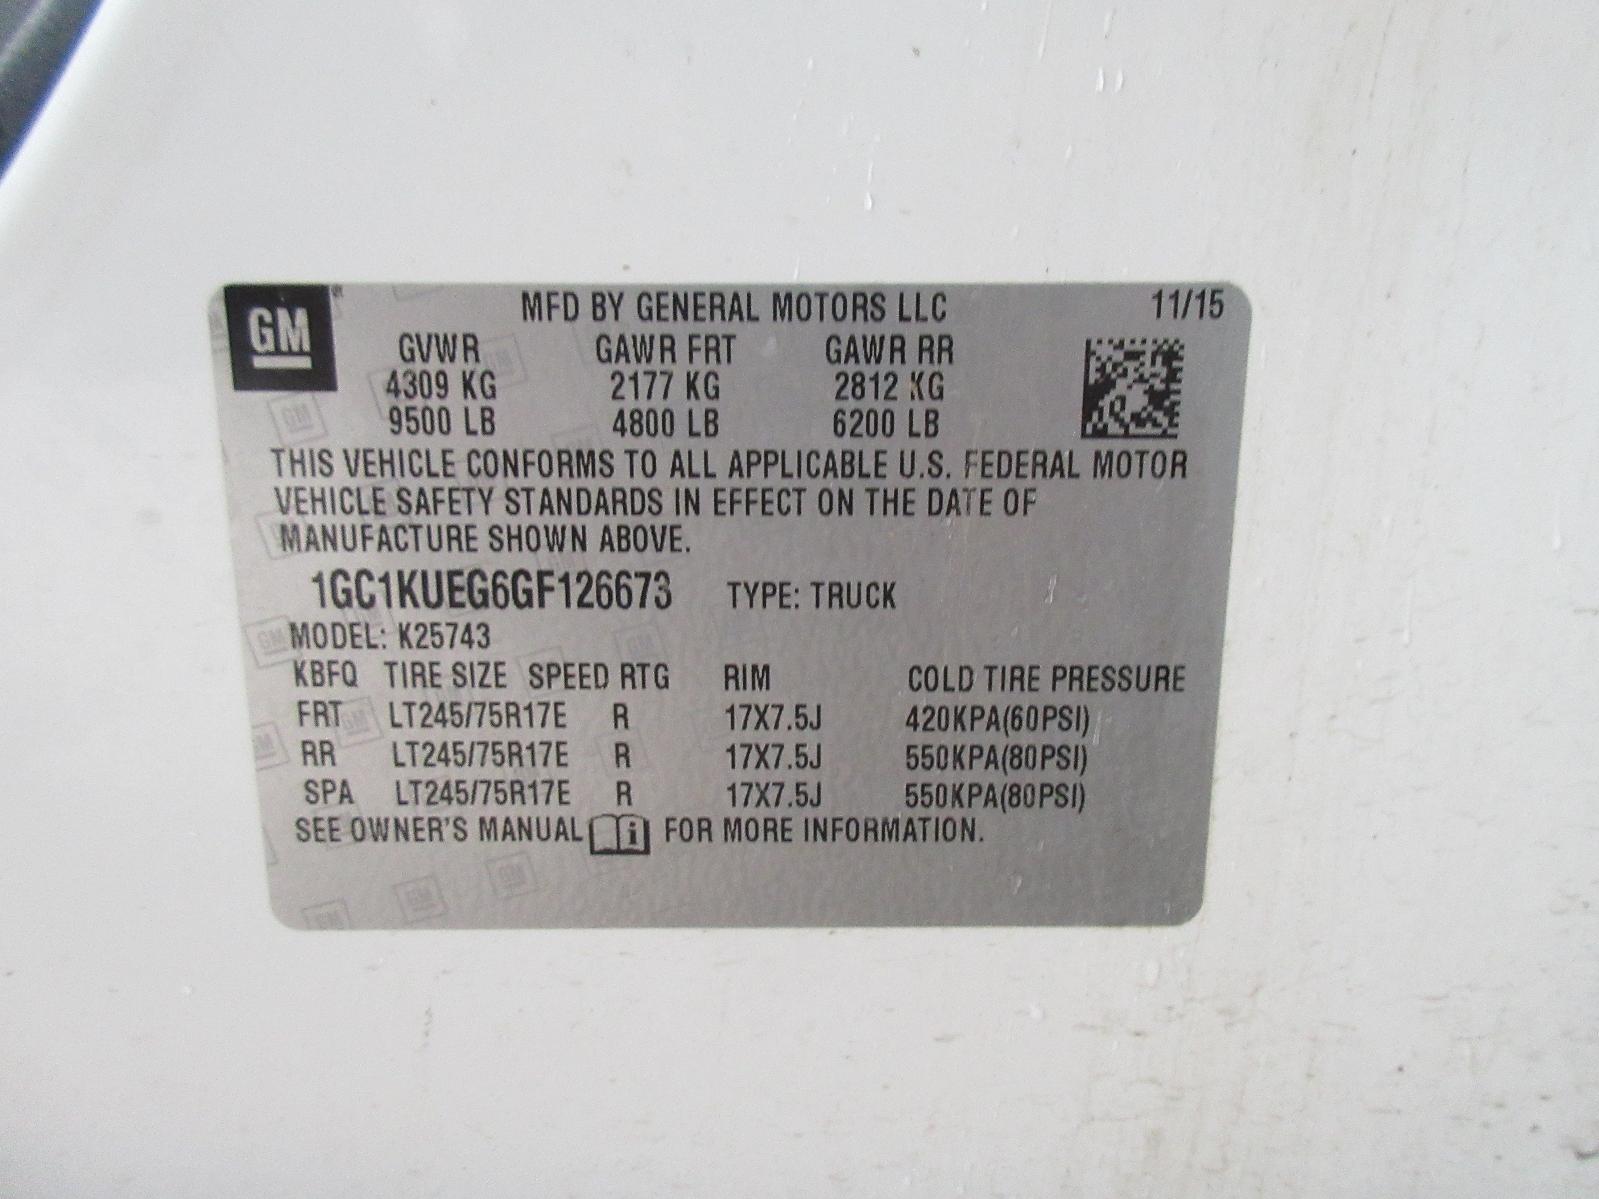 GM MFD BY GENERAL MOTORS LLC 11/15
GVWR GAWR FRT GAWR RR
4309 KG 2177 KG 2812 KG
9500 LB 4800 LB 6200 LB
THIS VEHICLE CONFORMS TO ALL APPLICABLE U.S. FEDERAL MOTOR
VEHICLE SAFETY STANDARDS IN EFFECT ON THE DATE OF
MANUFACTURE SHOWN ABOVE.
1GC1KUEG6GF126673 TYPE: TRUCK
MODEL: K25743
KBFQ TIRE SIZE SPEED RTG RIM COLD TIRE PRESSURE
FRT LT245/75R17E R 17X7.5J 420KPA(60PSI)
RR LT245/75R17E R 17X7.5J 550KPA(80PSI)
SPA LT245/75R17E R 17X7.5J 550KPA(80PSI)
SEE OWNER'S MANUAL i FOR MORE INFORMATION.